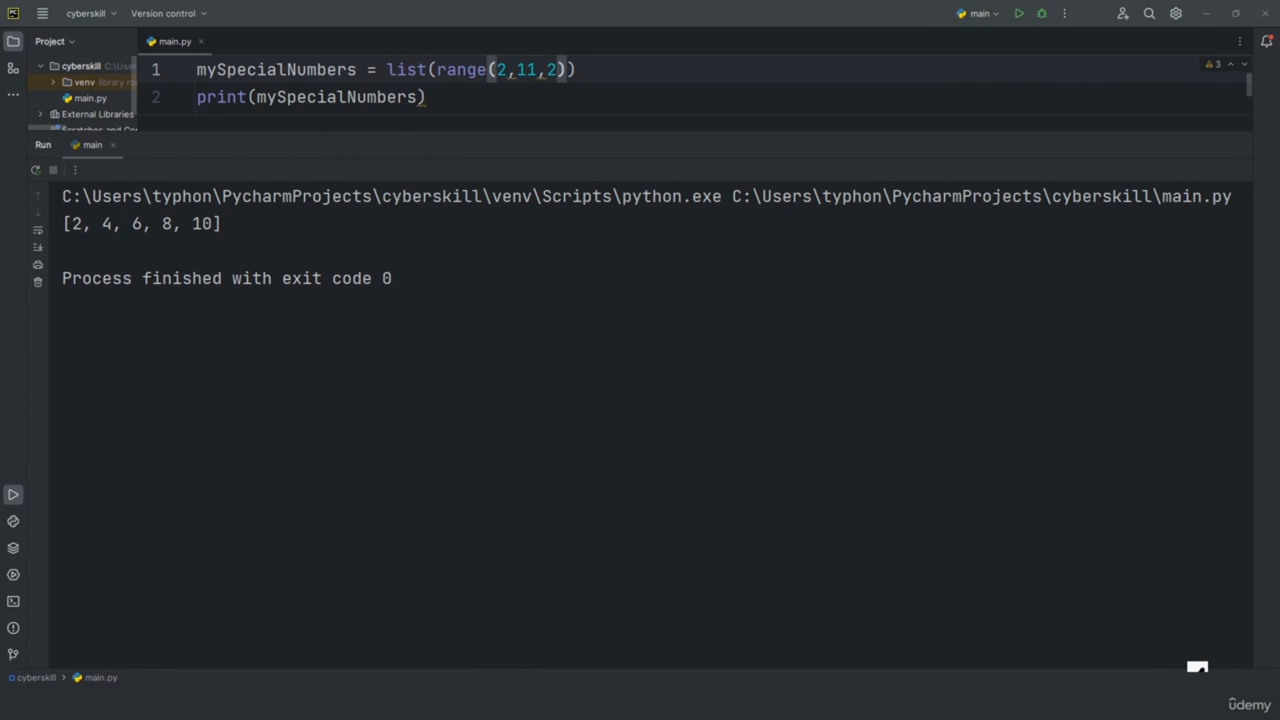 cyberskill
Version control
main
Project
main.py
cyberskill C:\User
venv library ro
main.py
External Libraries
Scratches and Co
1 mySpecialNumbers = list(range(2,11,2))
2 print(mySpecialNumbers)
3
Run
main
C:\Users\typhon\PycharmProjects\cyberskill\venv\Scripts\python.exe C:\Users\typhon\PycharmProjects\cyberskill\main.py
[2, 4, 6, 8, 10]
Process finished with exit code 0
cyberskill > main.py
ûdemy